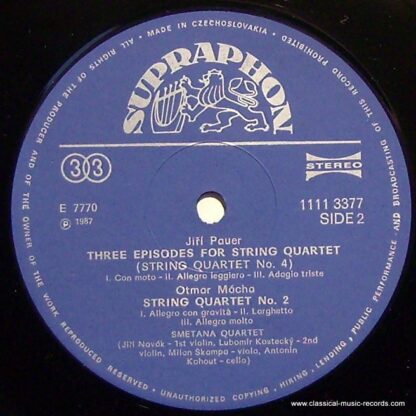 ALL RIGHTS OF THE PRODUCER AND OF THE OWNER OF THE WORK REPRODUCED RESERVED • UNAUTHORIZED COPYING, HIRING, LENDING, PUBLIC PERFORMANCE AND BROADCASTING OF THIS RECORD PROHIBITED • MADE IN CZECHOSLOVAKIA •
SUPRAPHON
33
STEREO
E 7770
1111 3377
℗ 1987
SIDE 2
Jiří Pauer
THREE EPISODES FOR STRING QUARTET
(STRING QUARTET No. 4)
I. Con moto - II. Allegro leggiero - III. Adagio triste
Otmar Mácha
STRING QUARTET No. 2
I. Allegro con gravità - II. Larghetto
III. Allegro molto
SMETANA QUARTET
(Jiří Novák - 1st violin, Lubomír Kostecký - 2nd
violin, Milan Škampa - viola, Antonín
Kohout - cello)
www.classical-music-records.com